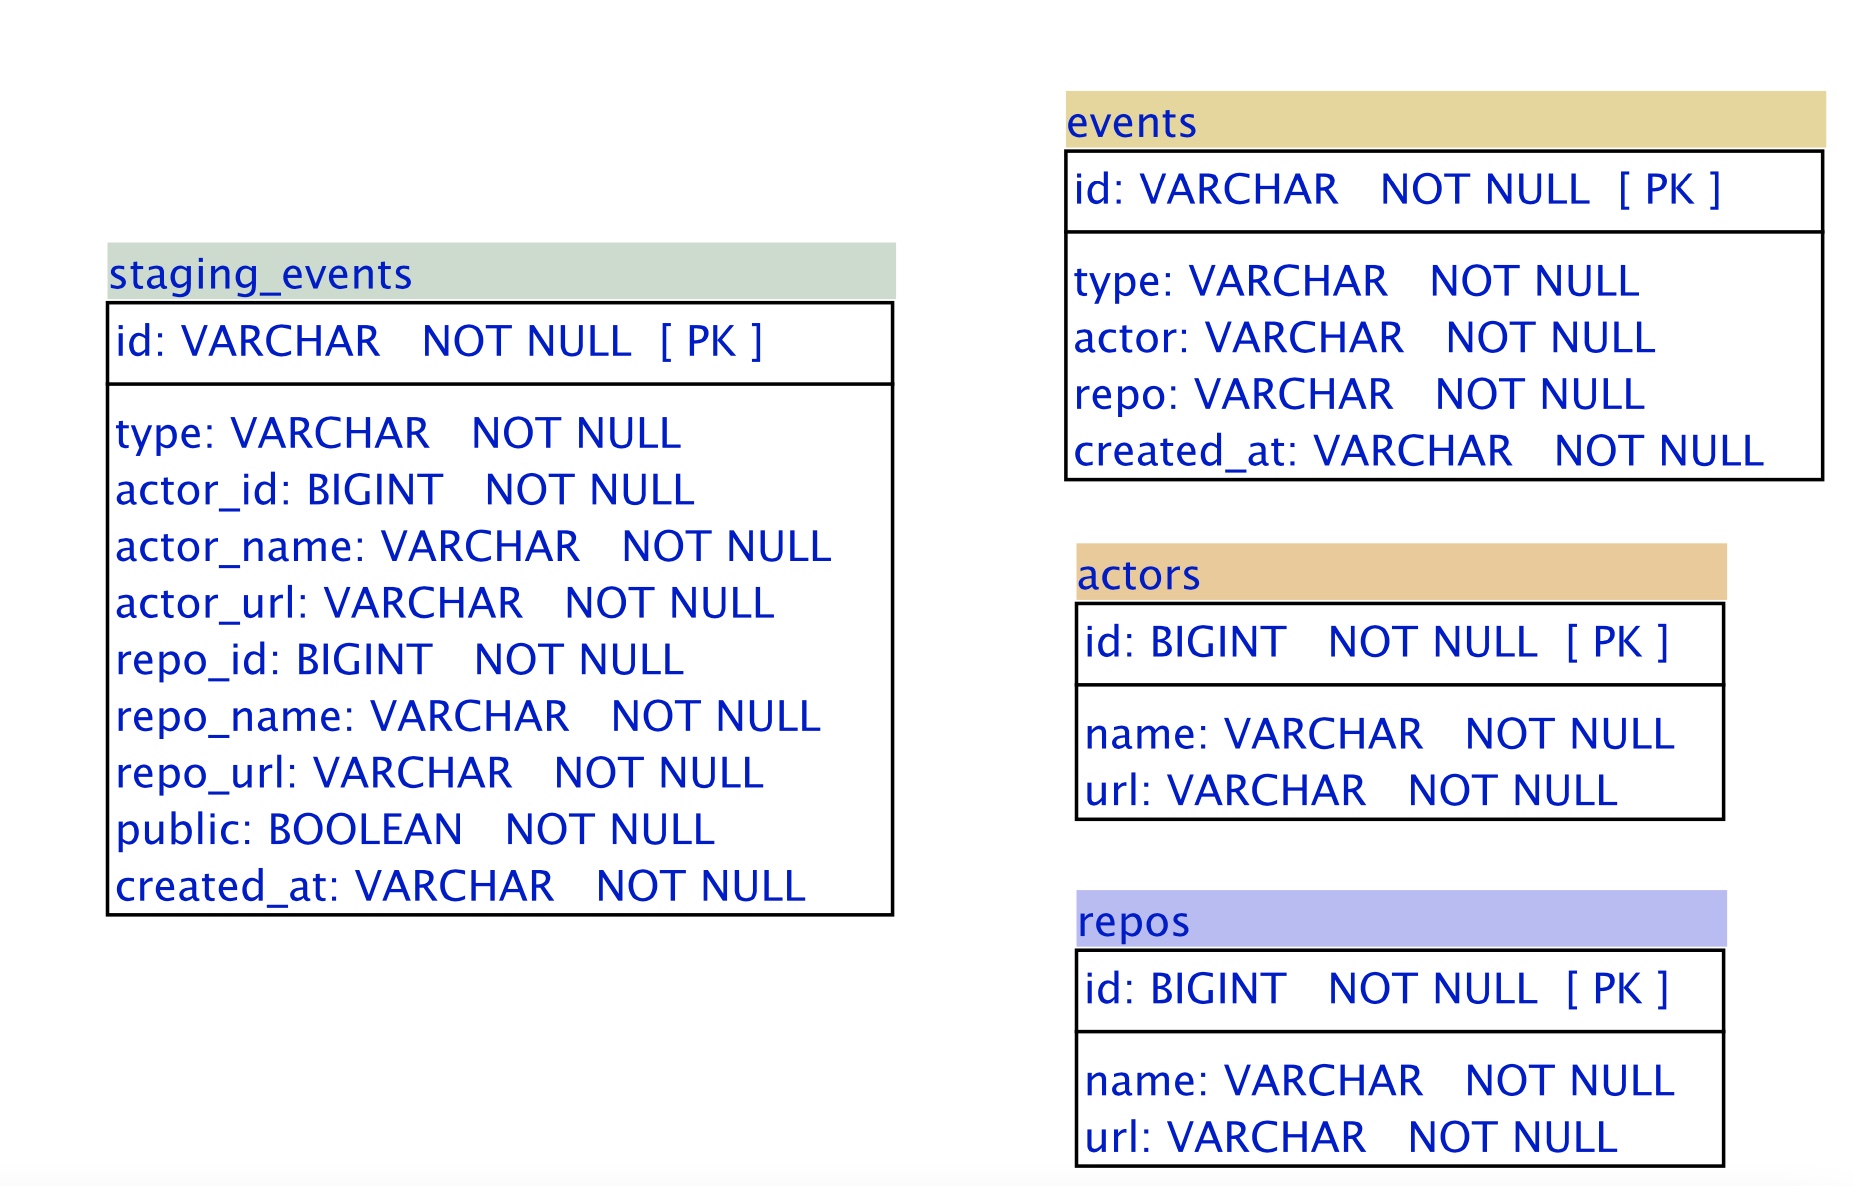 staging_events
id: VARCHAR NOT NULL [ PK ]
type: VARCHAR NOT NULL
actor_id: BIGINT NOT NULL
actor_name: VARCHAR NOT NULL
actor_url: VARCHAR NOT NULL
repo_id: BIGINT NOT NULL
repo_name: VARCHAR NOT NULL
repo_url: VARCHAR NOT NULL
public: BOOLEAN NOT NULL
created_at: VARCHAR NOT NULL
events
id: VARCHAR NOT NULL [ PK ]
type: VARCHAR NOT NULL
actor: VARCHAR NOT NULL
repo: VARCHAR NOT NULL
created_at: VARCHAR NOT NULL
actors
id: BIGINT NOT NULL [ PK ]
name: VARCHAR NOT NULL
url: VARCHAR NOT NULL
repos
id: BIGINT NOT NULL [ PK ]
name: VARCHAR NOT NULL
url: VARCHAR NOT NULL